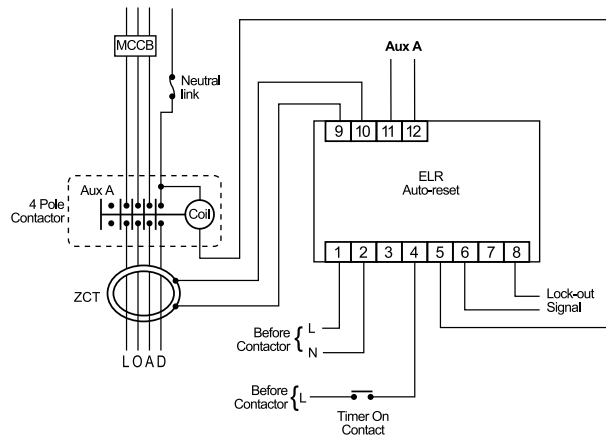 MCCB
Neutral
link
Aux A
9 10 11 12
ELR
Auto-reset
Aux A
4 Pole
Contactor
Coil
1 2 3 4 5 6 7 8
ZCT
Lock-out
Signal
Before
Contactor { L
N
LOAD
Before
Contactor { L
Timer On
Contact